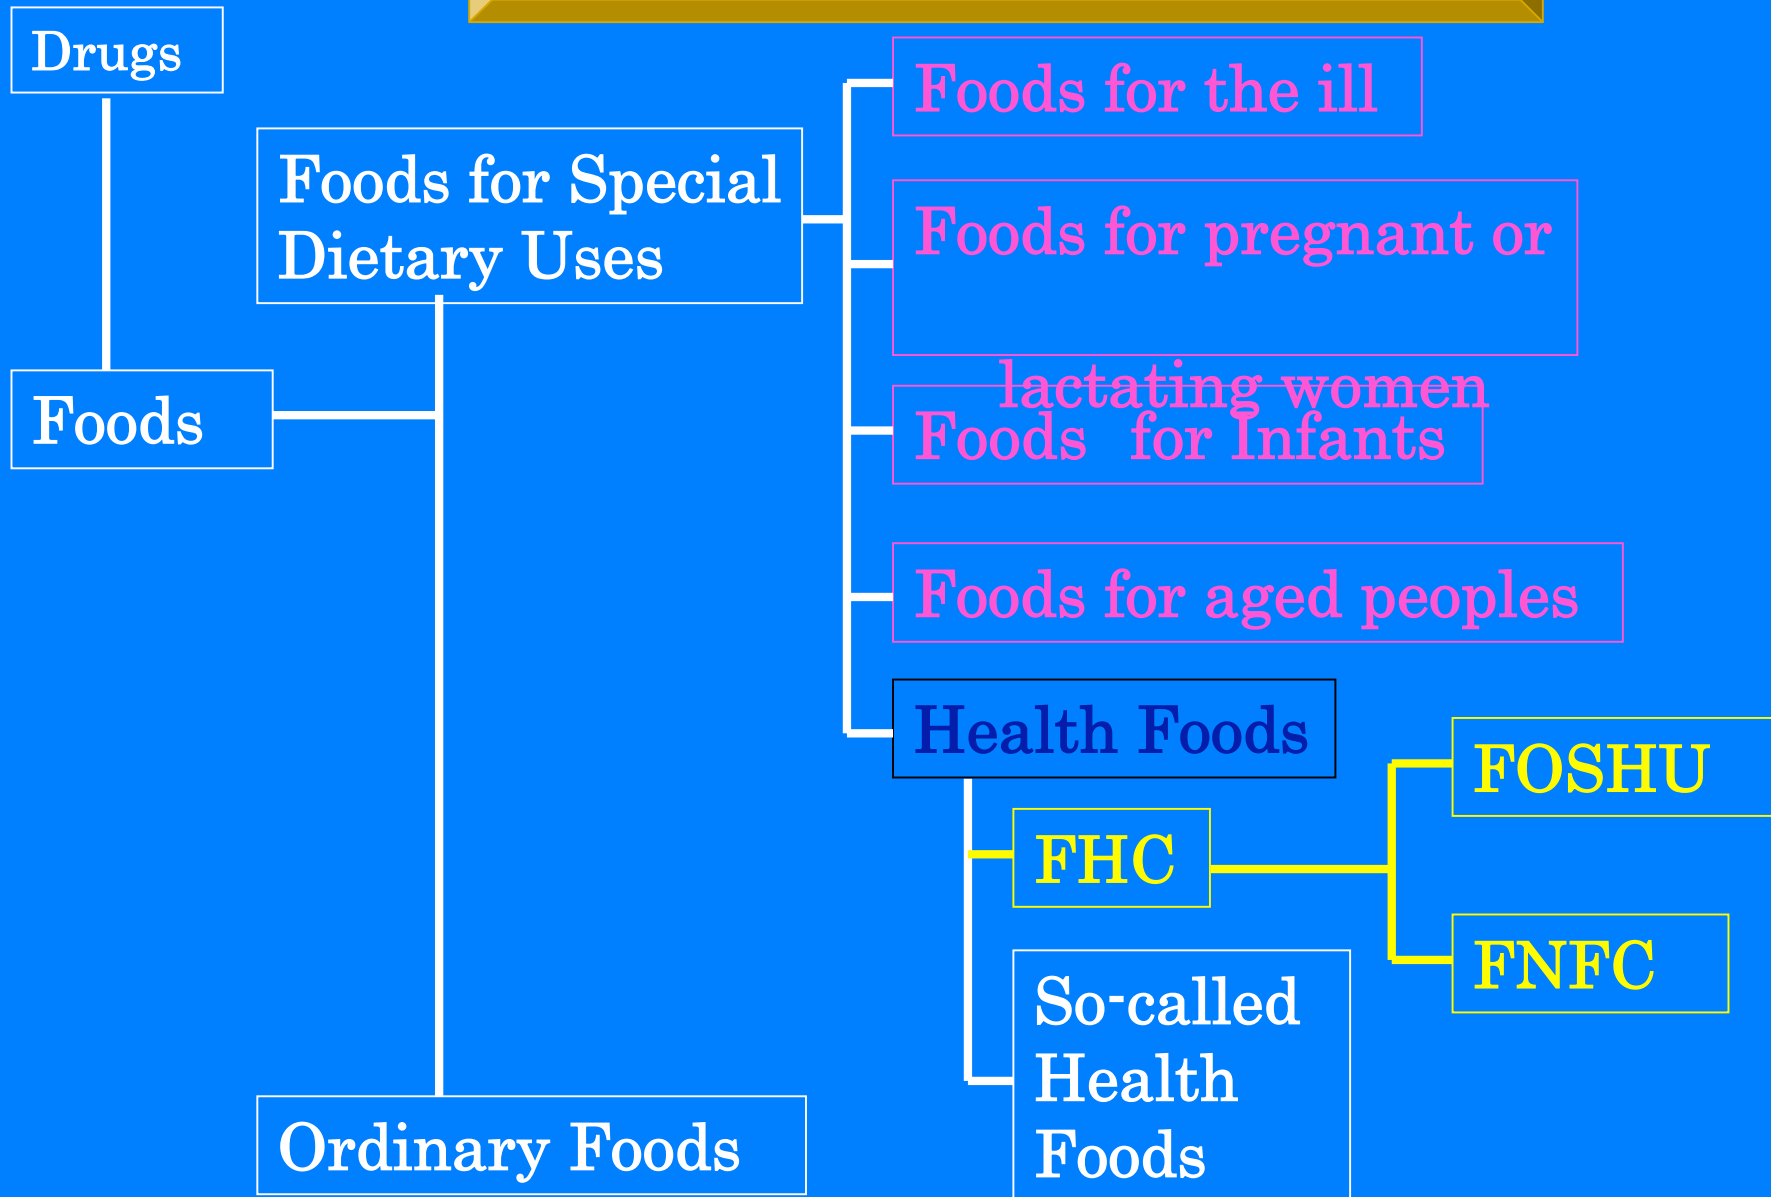 Drugs
Foods for Special
Dietary Uses
Foods
Ordinary Foods
Foods for the ill
Foods for pregnant or
lactating women
Foods for Infants
Foods for aged peoples
Health Foods
FHC
So-called
Health
Foods
FOSHU
FNFC